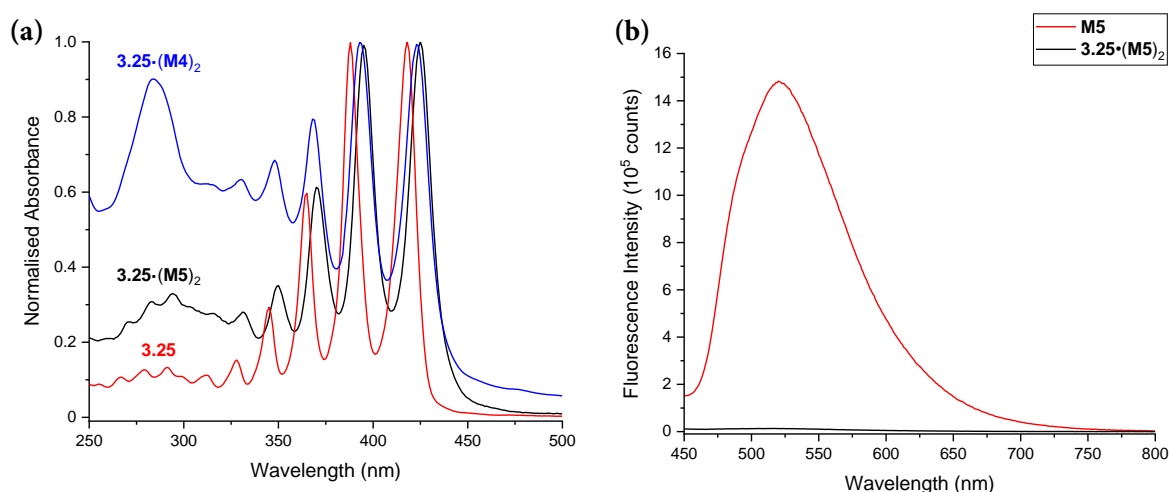 (a)
Normalised Absorbance
1.0
0.8
0.6
0.4
0.2
0
250 300 350 400 450 500
Wavelength (nm)
3.25·(M4)₂
3.25·(M5)₂
3.25
(b)
M5
3.25•(M5)₂
Fluorescence Intensity (10⁵ counts)
16
14
12
10
8
6
4
2
0
450 500 550 600 650 700 750 800
Wavelength (nm)